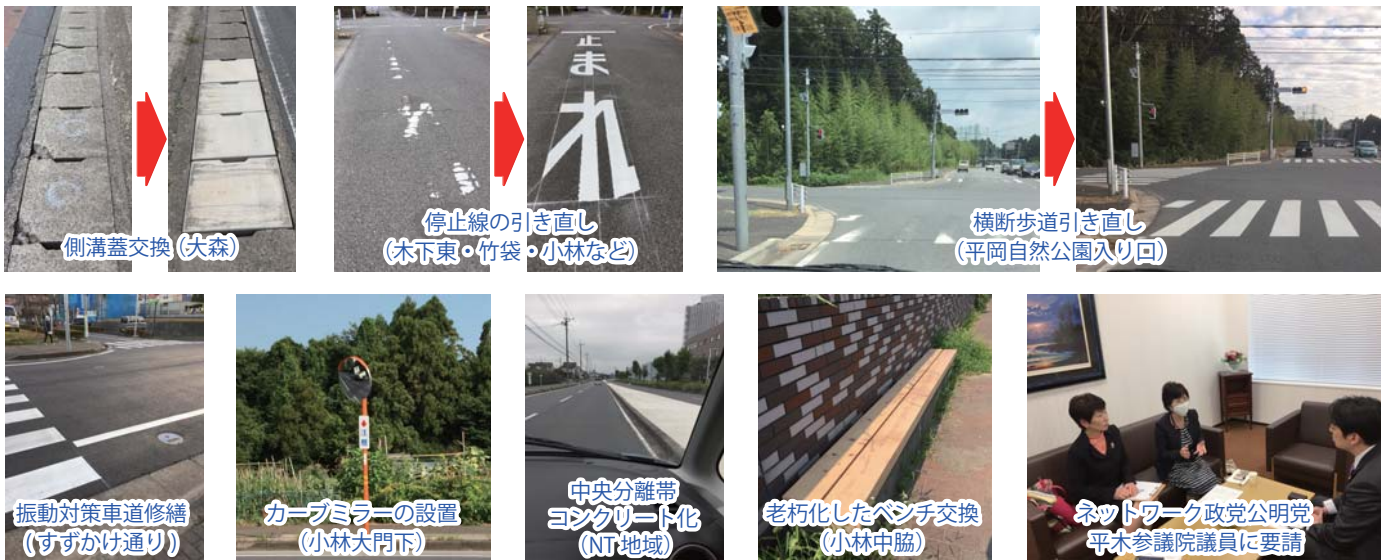 側溝蓋交換（大森）
止まれ
停止線の引き直し
（木下東・竹袋・小林など）
横断歩道引き直し
（平岡自然公園入り口）
振動対策車道修繕
(すずかけ通り)
注意
カーブミラーの設置
（小林大門下）
中央分離帯
コンクリート化
（NT地域）
老朽化したベンチ交換
（小林中脇）
ネットワーク政党公明党
平木参議院議員に要請